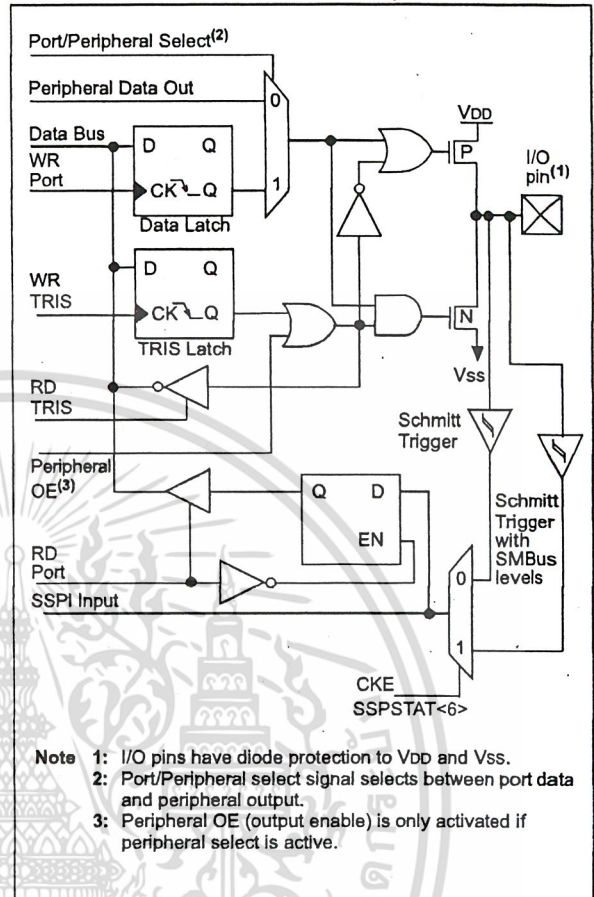 Port/Peripheral Select(2)
Peripheral Data Out
Data Bus
WR
Port
D Q
CK Q
Data Latch
0
1
VDD
P
I/O
pin(1)
WR
TRIS
D Q
CK Q
TRIS Latch
N
Vss
RD
TRIS
Schmitt
Trigger
Peripheral
OE(3)
Q D
EN
Schmitt
Trigger
with
SMBus
levels
RD
Port
SSPI Input
0
1
CKE
SSPSTAT<6>
Note 1: I/O pins have diode protection to VDD and Vss.
2: Port/Peripheral select signal selects between port data
and peripheral output.
3: Peripheral OE (output enable) is only activated if
peripheral select is active.